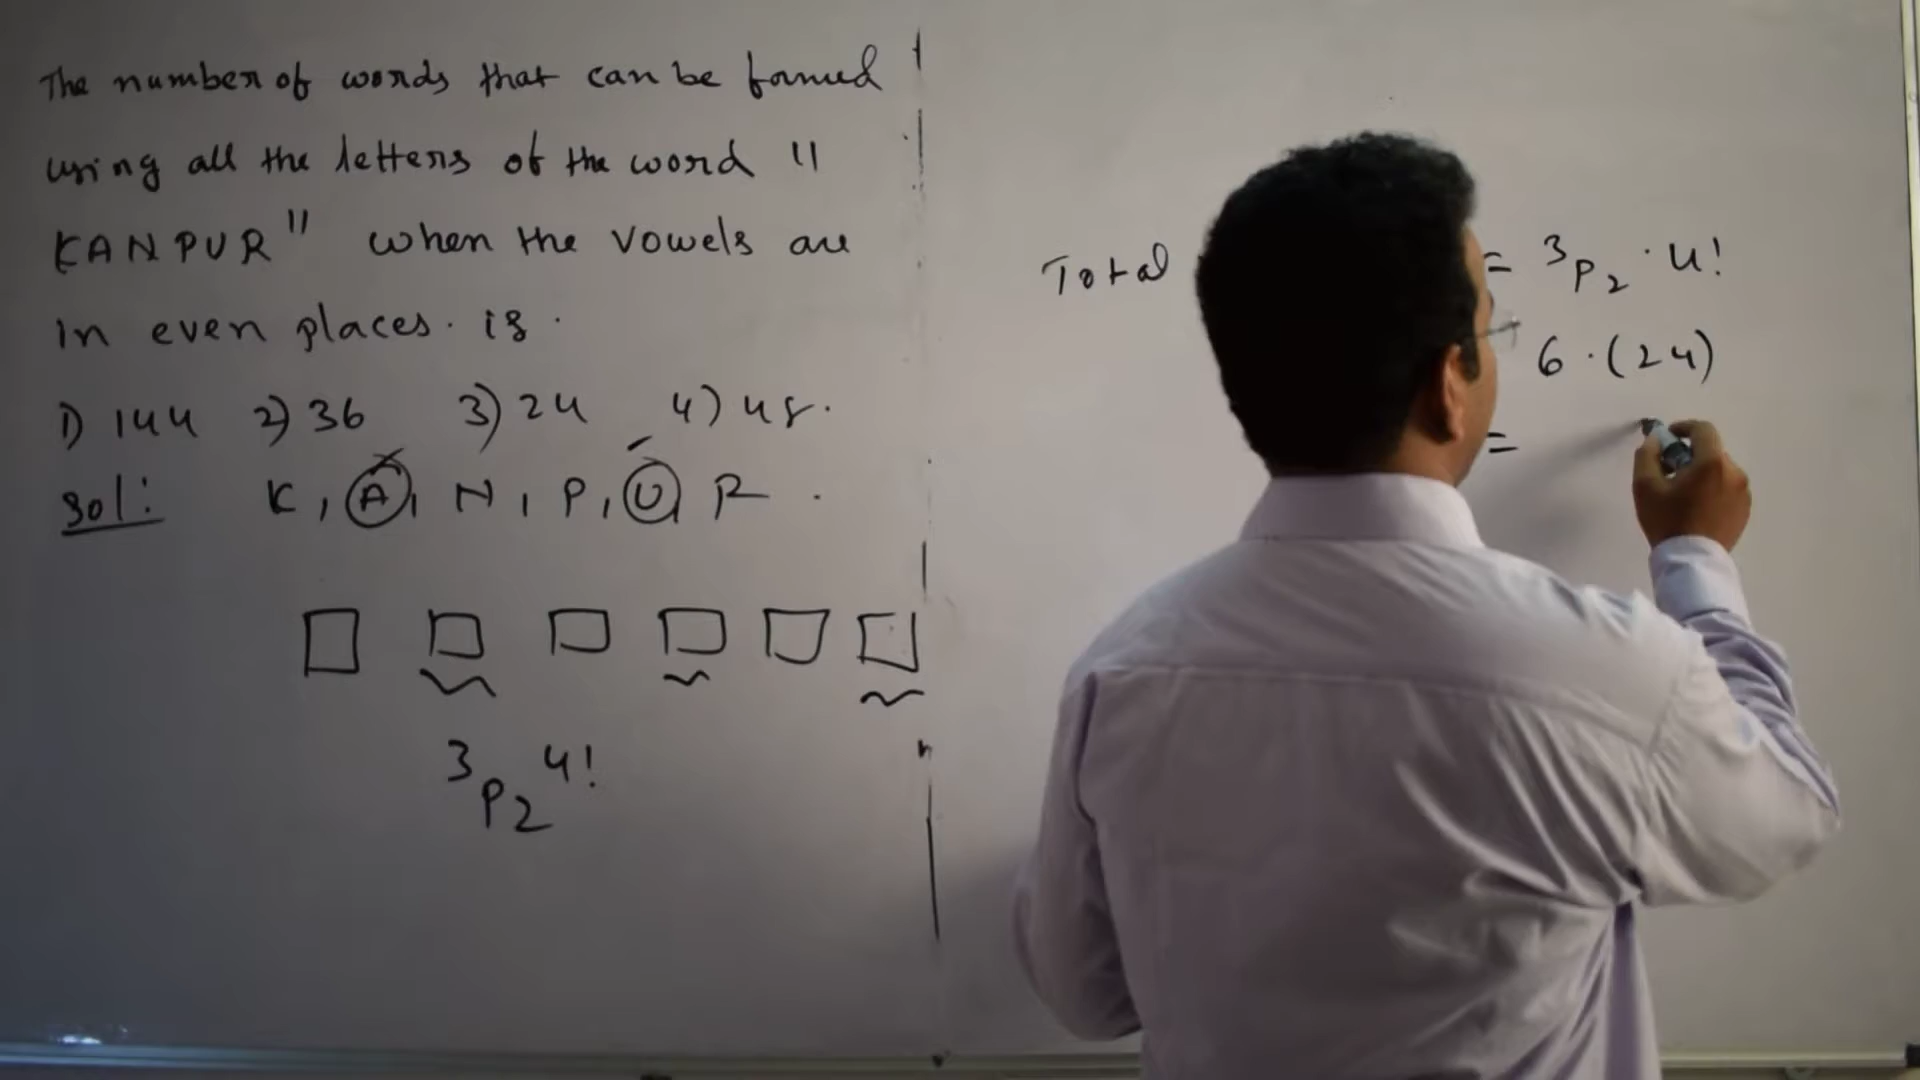 The number of words that can be formed
using all the letters of the word "
KANPUR" when the vowels are
in even places. is.
1) 144 2) 36 3) 24 4) 48.
Sol: K, A, N, P, U, R.
³P₂ 4!
Total = ³P₂ · 4!
6 · (24)
=